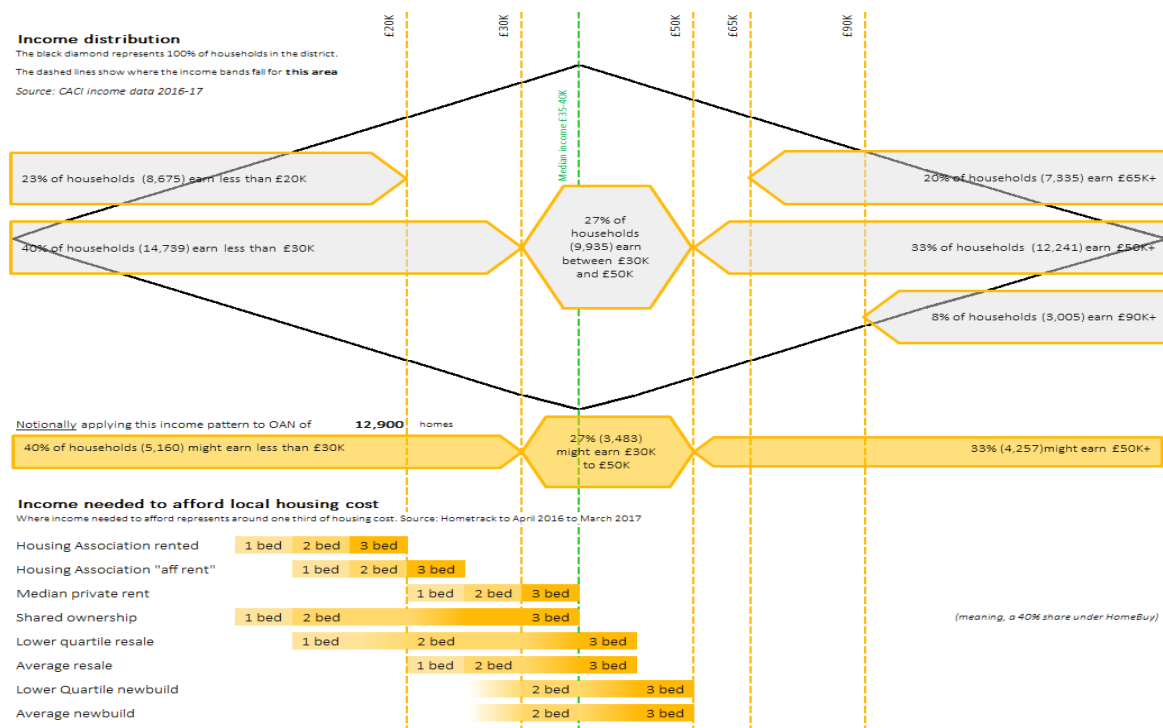 £20K
£30K
£50K
£65K
£90K
Income distribution
The black diamond represents 100% of households in the district.
The dashed lines show where the income bands fall for this area
Source: CACI income data 2016-17
Median income £35-40K
23% of households (8,675) earn less than £20K
20% of households (7,335) earn £65K+
40% of households (14,739) earn less than £30K
27% of
households
(9,935) earn
between £30K
and £50K
33% of households (12,241) earn £50K+
8% of households (3,005) earn £90K+
Notionally applying this income pattern to OAN of 12,900 homes
40% of households (5,160) might earn less than £30K
27% (3,483)
might earn £30K
to £50K
33% (4,257)might earn £50K+
Income needed to afford local housing cost
Where income needed to afford represents around one third of housing cost. Source: Hometrack to April 2016 to March 2017
Housing Association rented 1 bed 2 bed 3 bed
Housing Association "aff rent" 1 bed 2 bed 3 bed
Median private rent 1 bed 2 bed 3 bed
Shared ownership 1 bed 2 bed 3 bed (meaning, a 40% share under HomeBuy)
Lower quartile resale 1 bed 2 bed 3 bed
Average resale 1 bed 2 bed 3 bed
Lower Quartile newbuild 2 bed 3 bed
Average newbuild 2 bed 3 bed